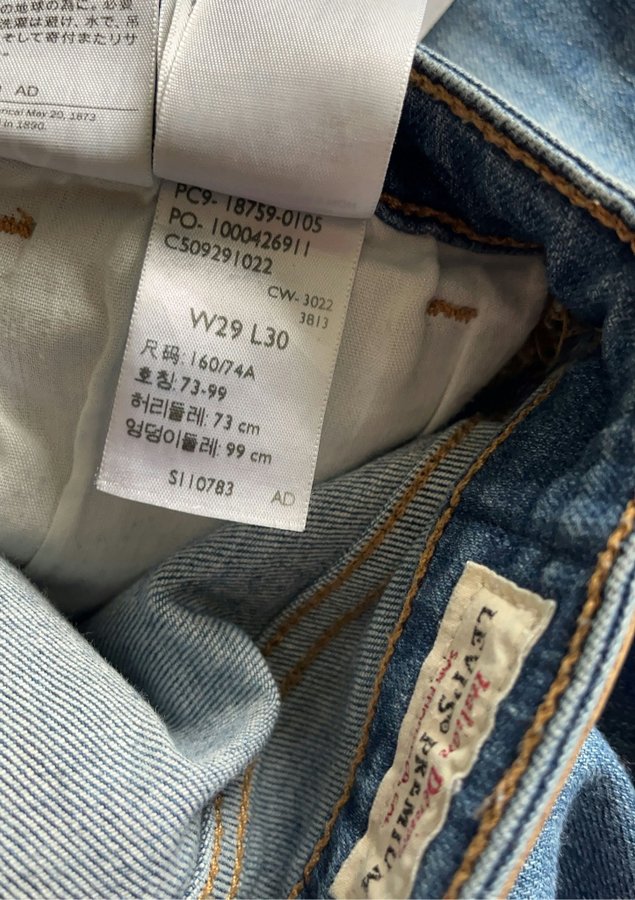 の地球の為に。必要
洗濯は避け、水で、吊
そして寄付またリサ
AD
erical May 20, 1873
in 1890.
PC9- 18759-0105
PO- 1000426911
C509291022
CW- 3022
3813
W29 L30
尺码: 160/74A
호칭: 73-99
허리둘레: 73 cm
엉덩이둘레: 99 cm
S110783 AD
LEVI'S® PREMIUM